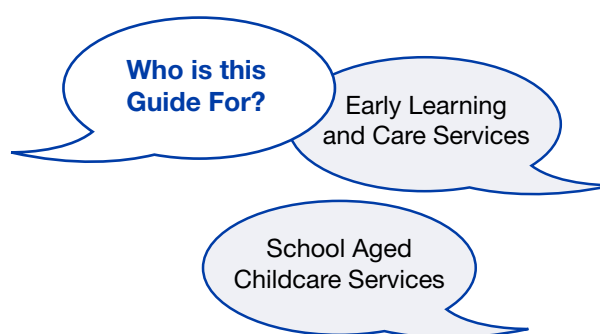 Who is this
Guide For?
Early Learning
and Care Services
School Aged
Childcare Services